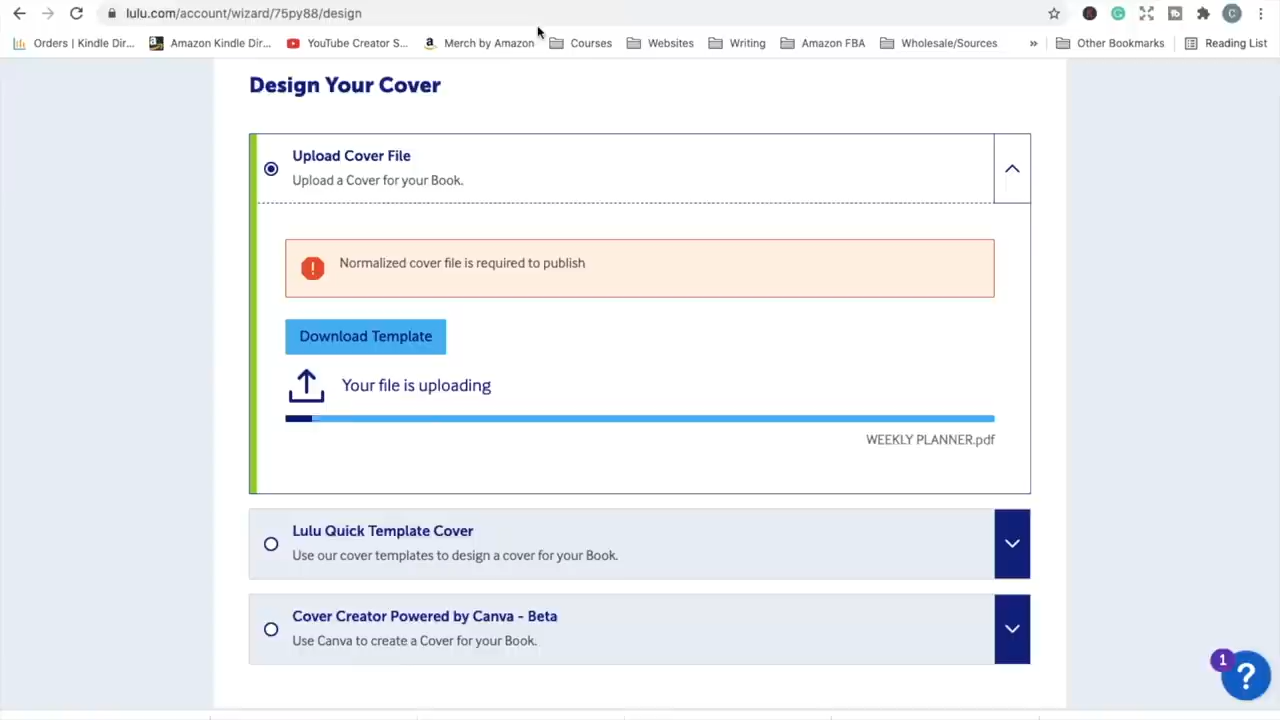 lulu.com/account/wizard/75py88/design
C
Orders | Kindle Dir... Amazon Kindle Dir... YouTube Creator S... Merch by Amazon Courses Websites Writing Amazon FBA Wholesale/Sources » Other Bookmarks Reading List
Design Your Cover
Upload Cover File
Upload a Cover for your Book.
! Normalized cover file is required to publish
Download Template
Your file is uploading
WEEKLY PLANNER.pdf
Lulu Quick Template Cover
Use our cover templates to design a cover for your Book.
Cover Creator Powered by Canva - Beta
Use Canva to create a Cover for your Book.
1
?